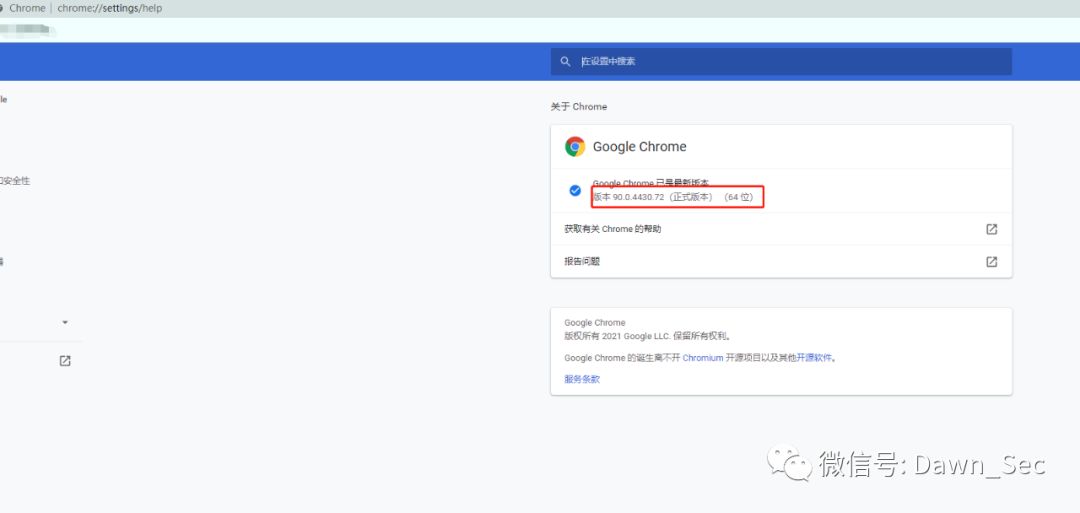 Chrome | chrome://settings/help
在设置中搜索
le
关于 Chrome
Google Chrome
和安全性
Google Chrome 已是最新版本
版本 90.0.4430.72（正式版本） （64 位）
获取有关 Chrome 的帮助
报告问题
Google Chrome
版权所有 2021 Google LLC. 保留所有权利。
Google Chrome 的诞生离不开 Chromium 开源项目以及其他开源软件。
服务条款
微信号: Dawn_Sec